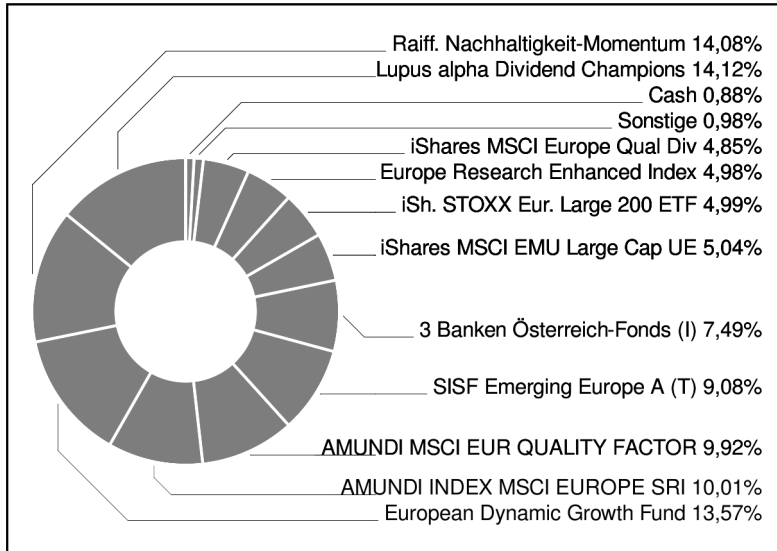 Raiff. Nachhaltigkeit-Momentum 14,08%
Lupus alpha Dividend Champions 14,12%
Cash 0,88%
Sonstige 0,98%
iShares MSCI Europe Qual Div 4,85%
Europe Research Enhanced Index 4,98%
iSh. STOXX Eur. Large 200 ETF 4,99%
iShares MSCI EMU Large Cap UE 5,04%
3 Banken Österreich-Fonds (I) 7,49%
SISF Emerging Europe A (T) 9,08%
AMUNDI MSCI EUR QUALITY FACTOR 9,92%
AMUNDI INDEX MSCI EUROPE SRI 10,01%
European Dynamic Growth Fund 13,57%